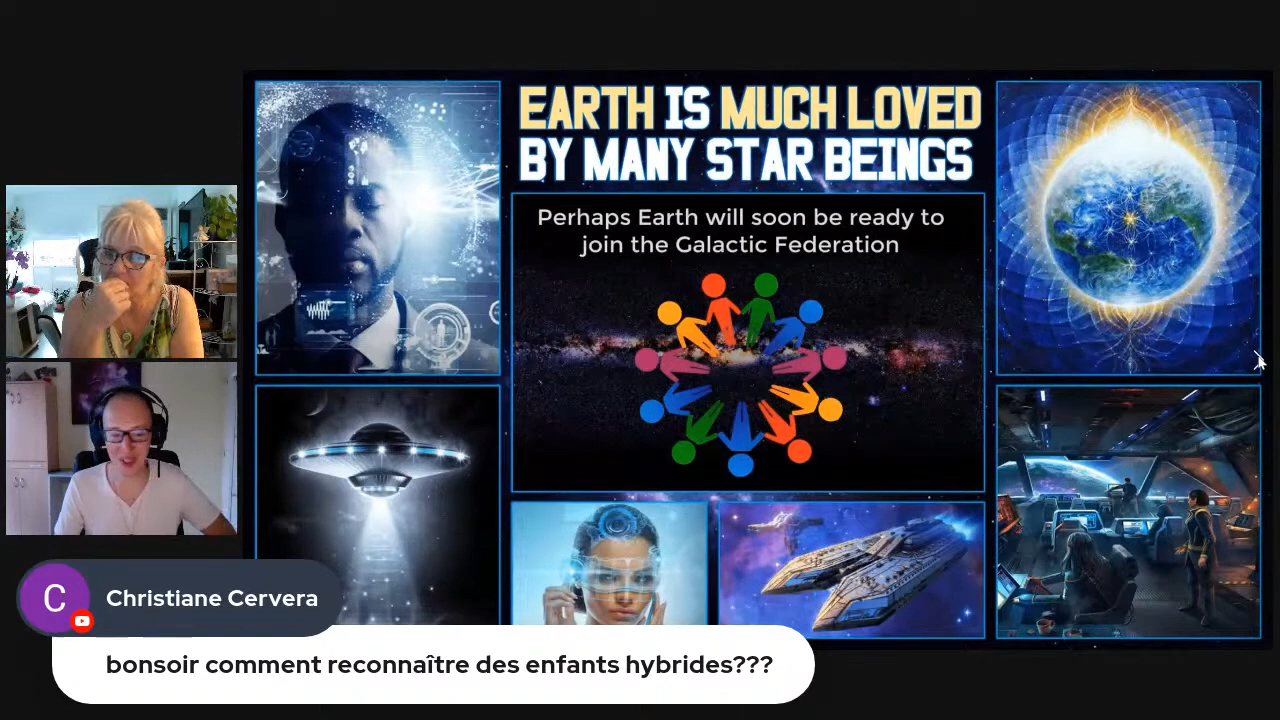 EARTH IS MUCH LOVED
BY MANY STAR BEINGS
Perhaps Earth will soon be ready to
join the Galactic Federation
C
Christiane Cervera
bonsoir comment reconnaître des enfants hybrides???